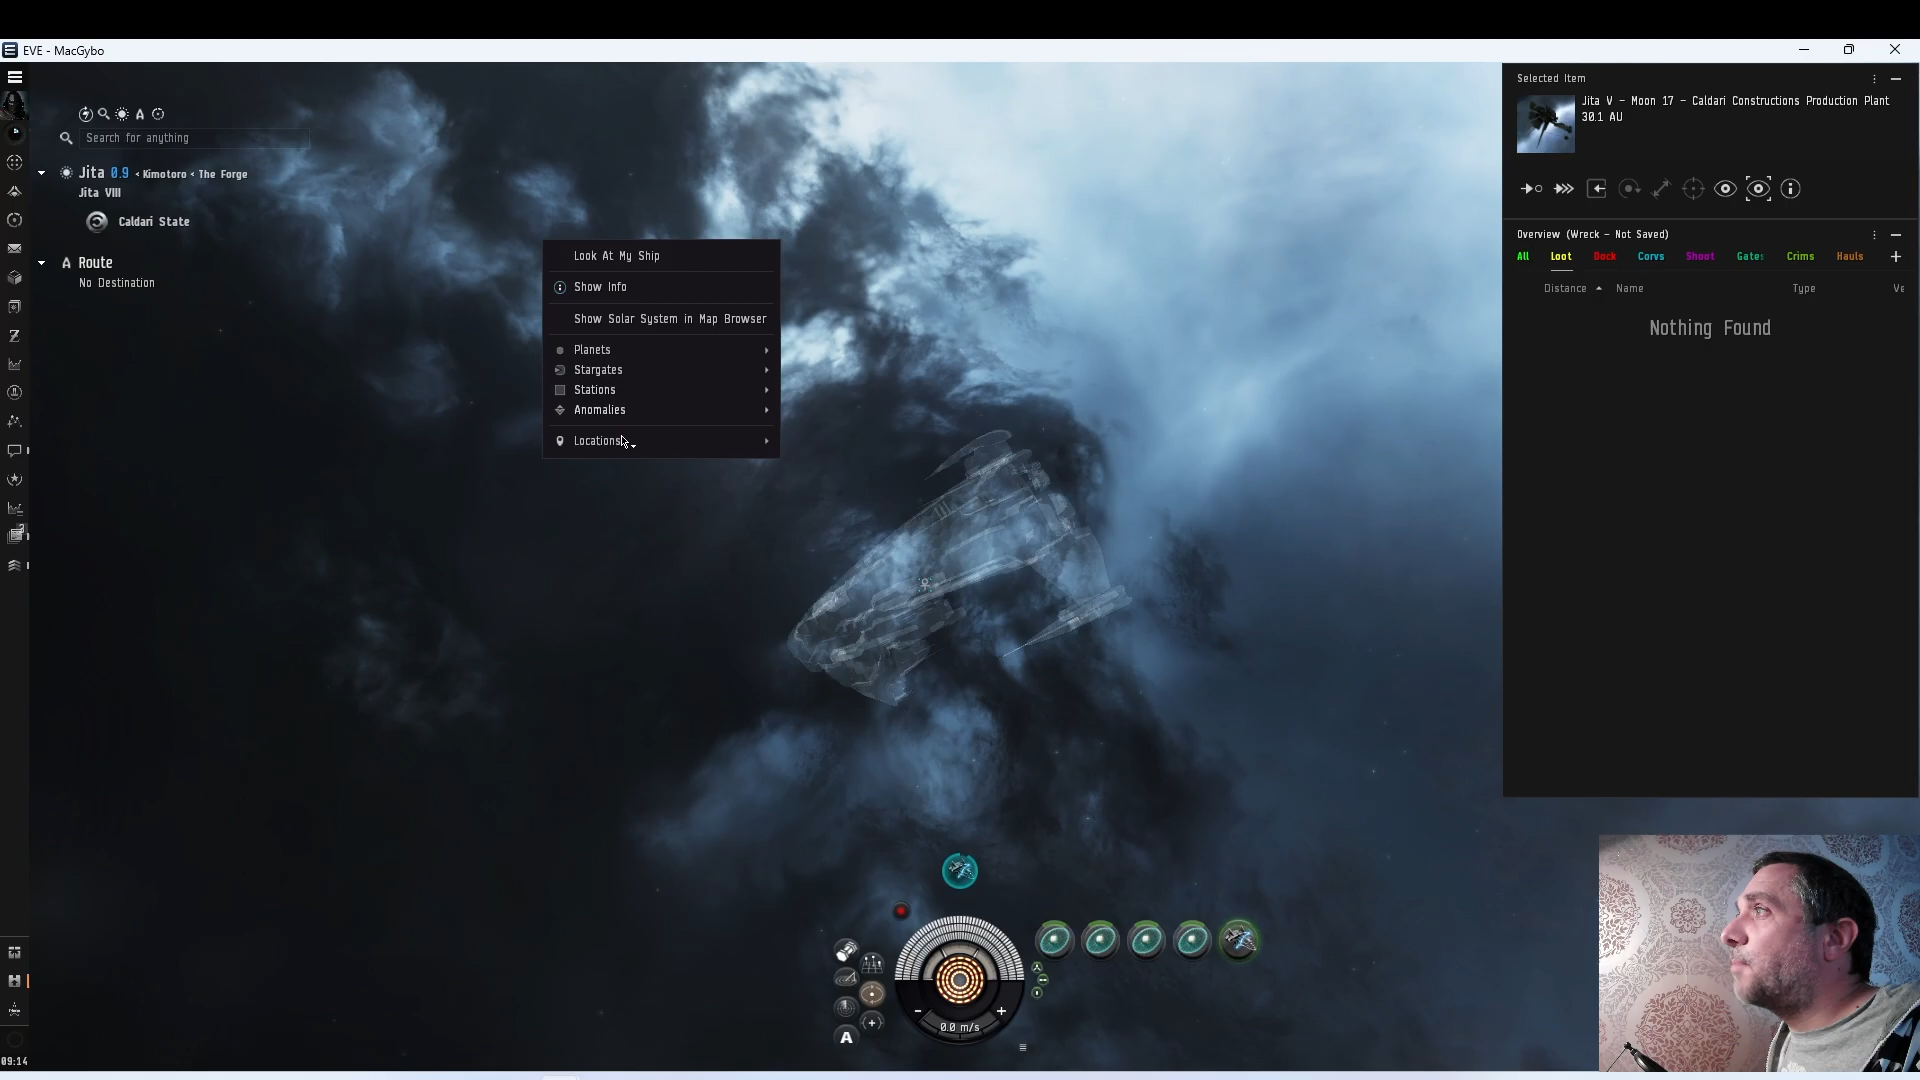 EVE - MacGybo
Search for anything
Jita 0.9 < Kimotoro < The Forge
Jita VIII
Caldari State
A Route
No Destination
Look At My Ship
Show Info
Show Solar System in Map Browser
Planets
Stargates
Stations
Anomalies
Locations
Selected Item
Jita V - Moon 17 - Caldari Constructions Production Plant
30.1 AU
Overview (Wreck - Not Saved)
All Loot Dock Corvs Shoot Gates Crims Hauls +
Distance Name Type Ve
Nothing Found
- +
0.0 m/s
A
09:14